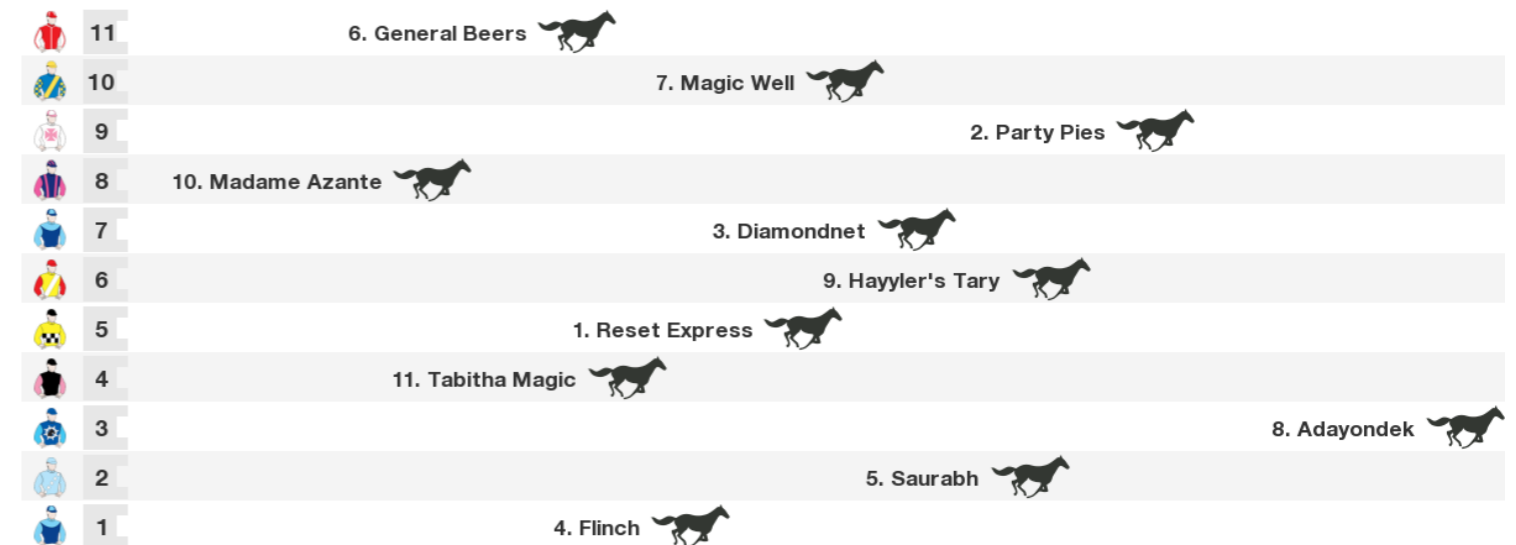 11 6. General Beers
10 7. Magic Well
9 2. Party Pies
8 10. Madame Azante
7 3. Diamondnet
6 9. Hayyler's Tary
5 1. Reset Express
4 11. Tabitha Magic
3 8. Adayondek
2 5. Saurabh
1 4. Flinch